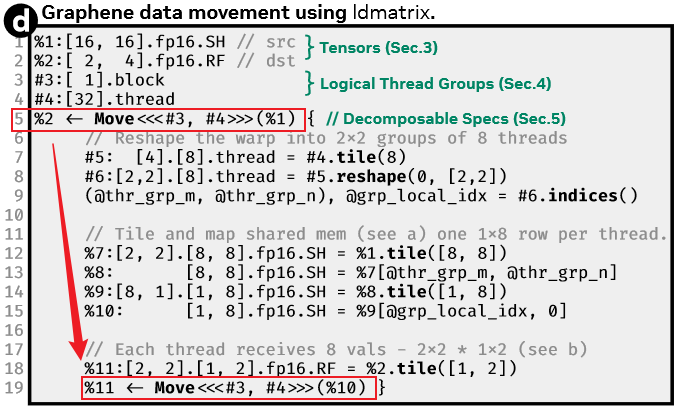 d Graphene data movement using ldmatrix.
1 %1:[16, 16].fp16.SH // src } Tensors (Sec.3)
2 %2:[ 2,  4].fp16.RF // dst
3 #3:[ 1].block } Logical Thread Groups (Sec.4)
4 #4:[32].thread
5 %2 <- Move<<<#3, #4>>>(%1) { // Decomposable Specs (Sec.5)
6 // Reshape the warp into 2×2 groups of 8 threads
7 #5:  [4].[8].thread = #4.tile(8)
8 #6:[2,2].[8].thread = #5.reshape(0, [2,2])
9 (@thr_grp_m, @thr_grp_n), @grp_local_idx = #6.indices()
10
11 // Tile and map shared mem (see a) one 1×8 row per thread.
12 %7:[2, 2].[8, 8].fp16.SH = %1.tile([8, 8])
13 %8:       [8, 8].fp16.SH = %7[@thr_grp_m, @thr_grp_n]
14 %9:[8, 1].[1, 8].fp16.SH = %8.tile([1, 8])
15 %10:      [1, 8].fp16.SH = %9[@grp_local_idx, 0]
16
17 // Each thread receives 8 vals – 2×2 * 1×2 (see b)
18 %11:[2, 2].[1, 2].fp16.RF = %2.tile([1, 2])
19 %11 <- Move<<<#3, #4>>>(%10) }